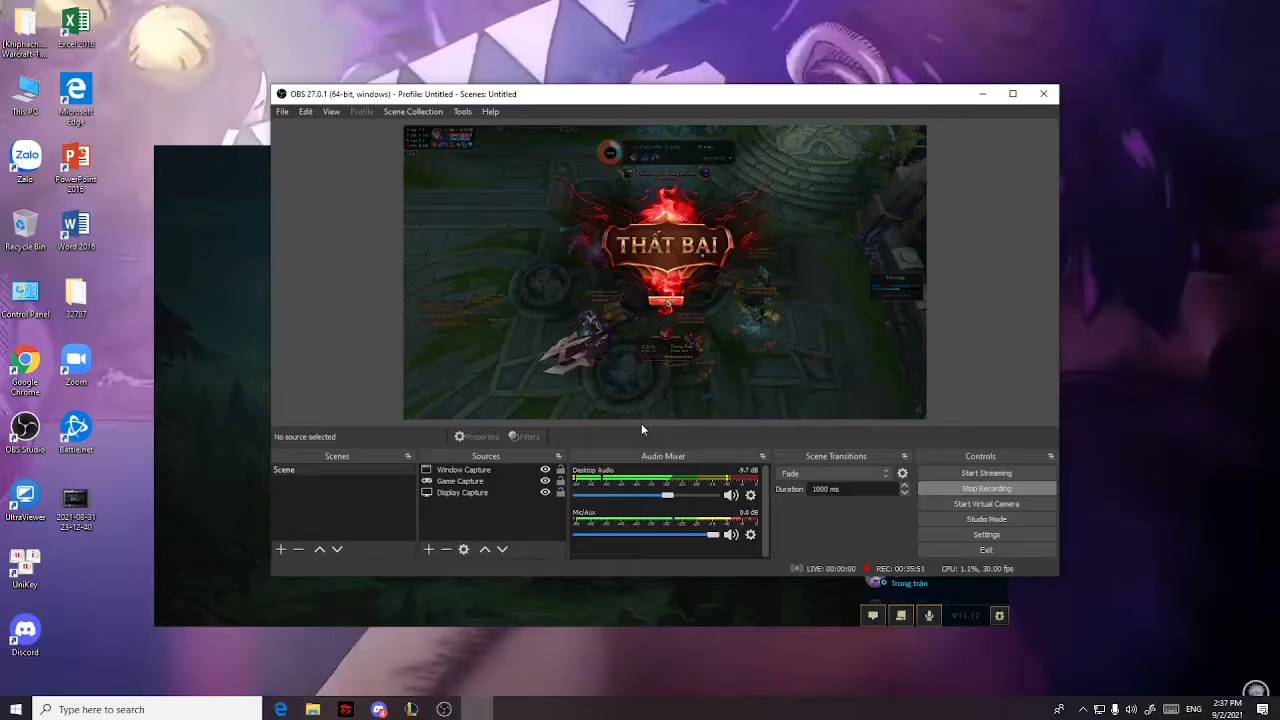 [Khiphach...
Warcraft-1....
Excel 2016
This PC
Microsoft
Edge
Zalo
PowerPoint
2016
Recycle Bin
Word 2016
Control Panel
32787
Google
Chrome
Zoom
OBS Studio
Battle.net
UltraViewer
2021-08-31
23-12-40
UniKey
Discord
OBS 27.0.1 (64-bit, windows) - Profile: Untitled - Scenes: Untitled
File Edit View Profile Scene Collection Tools Help
THẤT BẠI
No source selected
Properties
Filters
Scenes
Sources
Audio Mixer
Scene Transitions
Controls
Scene
Window Capture
Game Capture
Display Capture
Desktop Audio
-9.7 dB
Mic/Aux
0.0 dB
Fade
Duration 1000 ms
Start Streaming
Stop Recording
Start Virtual Camera
Studio Mode
Settings
Exit
LIVE: 00:00:00
REC: 00:35:51
CPU: 1.1%, 30.00 fps
Trong trận
V11.17
Type here to search
2:37 PM
9/2/2021